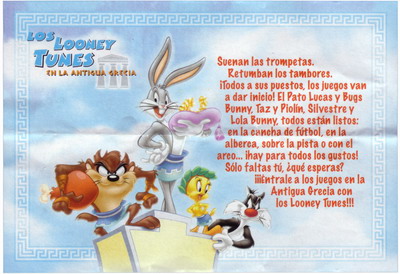 LOS LOONEY
TUNES
EN LA ANTIGUA GRECIA
Suenan las trompetas.
Retumban los tambores.
¡Todos a sus puestos, los juegos van
a dar inicio! El Pato Lucas y Bugs
Bunny, Taz y Piolín, Silvestre y
Lola Bunny, todos están listos:
en la cancha de fútbol, en la
alberca, sobre la pista o con el
arco... ¡hay para todos los gustos!
Sólo faltas tú, ¿qué esperas?
¡¡¡Éntrale a los juegos en la
Antigua Grecia con
los Looney Tunes!!!